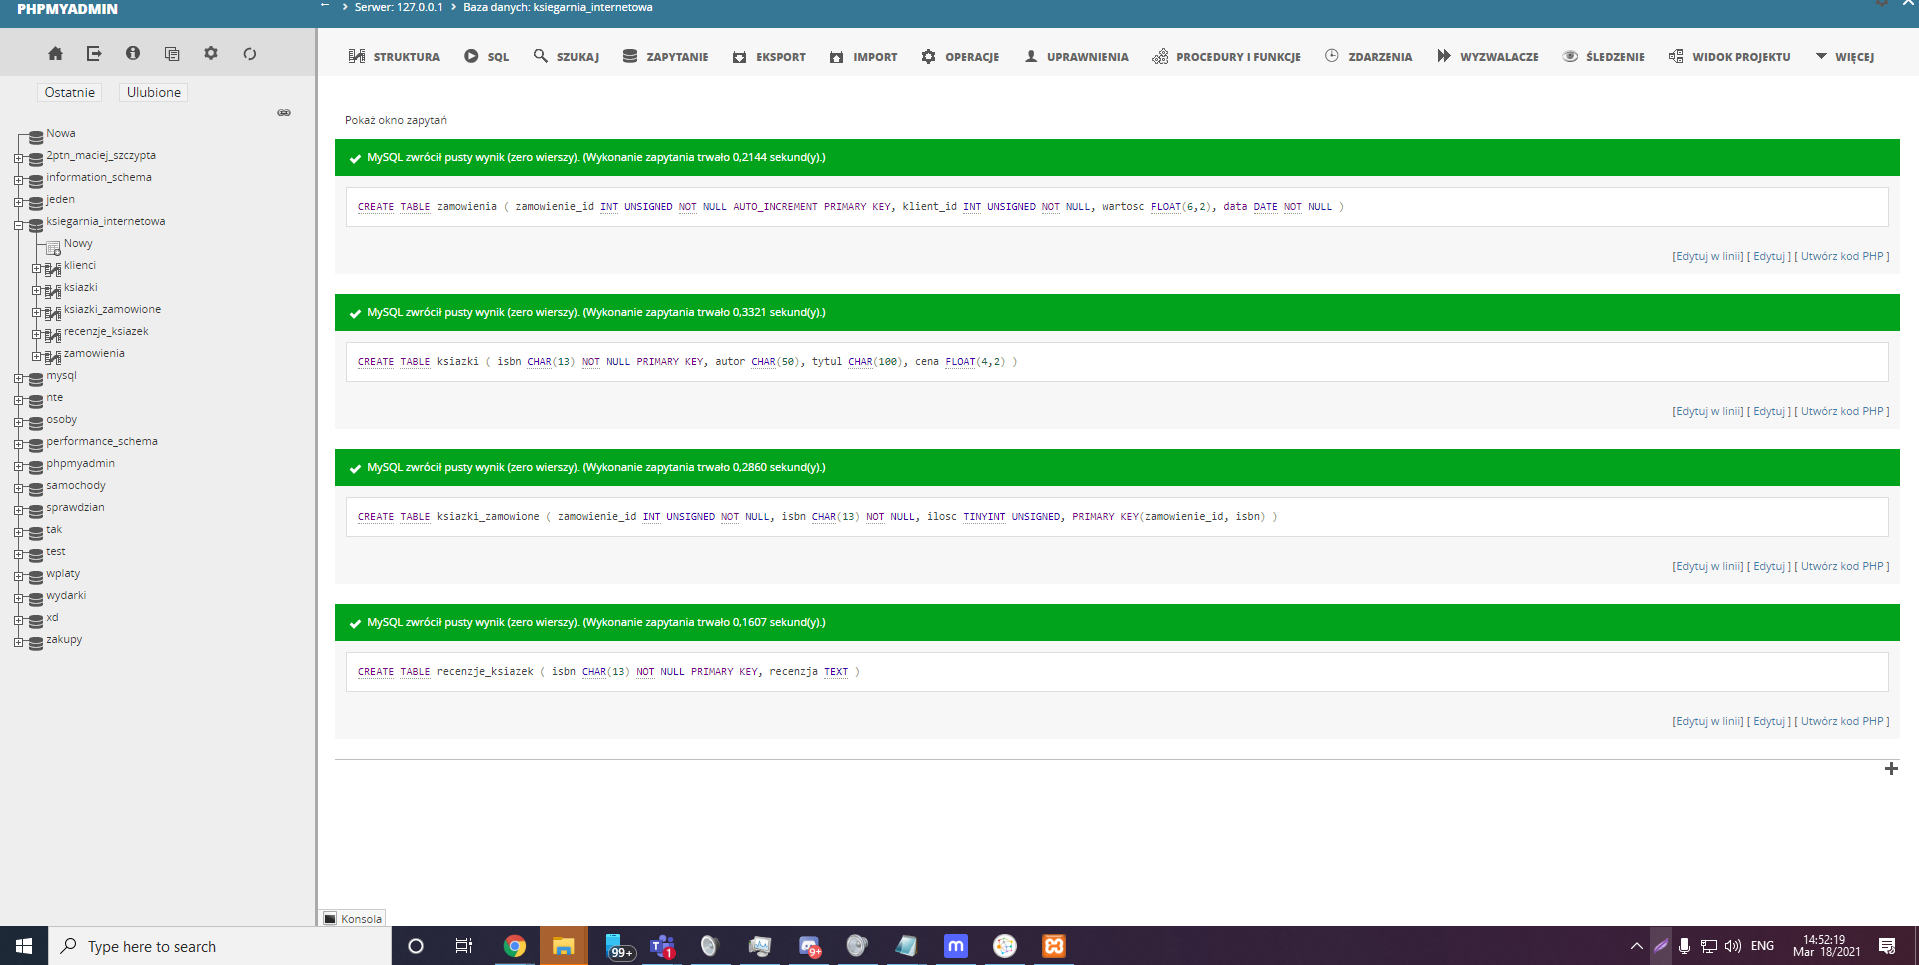 PHPMYADMIN
← › Serwer: 127.0.0.1 › Baza danych: ksiegarnia_internetowa
STRUKTURA SQL SZUKAJ ZAPYTANIE EKSPORT IMPORT OPERACJE UPRAWNIENIA PROCEDURY I FUNKCJE ZDARZENIA WYZWALACZE ŚLEDZENIE WIDOK PROJEKTU WIĘCEJ
Ostatnie Ulubione
Nowa
2ptn_maciej_szczypta
information_schema
jeden
ksiegarnia_internetowa
Nowy
klienci
ksiazki
ksiazki_zamowione
recenzje_ksiazek
zamowienia
mysql
nte
osoby
performance_schema
phpmyadmin
samochody
sprawdzian
tak
test
wplaty
wydarki
xd
zakupy
Pokaż okno zapytań
MySQL zwrócił pusty wynik (zero wierszy). (Wykonanie zapytania trwało 0,2144 sekund(y).)
CREATE TABLE zamowienia ( zamowienie_id INT UNSIGNED NOT NULL AUTO_INCREMENT PRIMARY KEY, klient_id INT UNSIGNED NOT NULL, wartosc FLOAT(6,2), data DATE NOT NULL )
[Edytuj w linii] [ Edytuj ] [ Utwórz kod PHP ]
MySQL zwrócił pusty wynik (zero wierszy). (Wykonanie zapytania trwało 0,3321 sekund(y).)
CREATE TABLE ksiazki ( isbn CHAR(13) NOT NULL PRIMARY KEY, autor CHAR(50), tytul CHAR(100), cena FLOAT(4,2) )
[Edytuj w linii] [ Edytuj ] [ Utwórz kod PHP ]
MySQL zwrócił pusty wynik (zero wierszy). (Wykonanie zapytania trwało 0,2860 sekund(y).)
CREATE TABLE ksiazki_zamowione ( zamowienie_id INT UNSIGNED NOT NULL, isbn CHAR(13) NOT NULL, ilosc TINYINT UNSIGNED, PRIMARY KEY(zamowienie_id, isbn) )
[Edytuj w linii] [ Edytuj ] [ Utwórz kod PHP ]
MySQL zwrócił pusty wynik (zero wierszy). (Wykonanie zapytania trwało 0,1607 sekund(y).)
CREATE TABLE recenzje_ksiazek ( isbn CHAR(13) NOT NULL PRIMARY KEY, recenzja TEXT )
[Edytuj w linii] [ Edytuj ] [ Utwórz kod PHP ]
Konsola
Type here to search
99+ 1 9+ m
ENG
14:52:19
Mar 18/2021